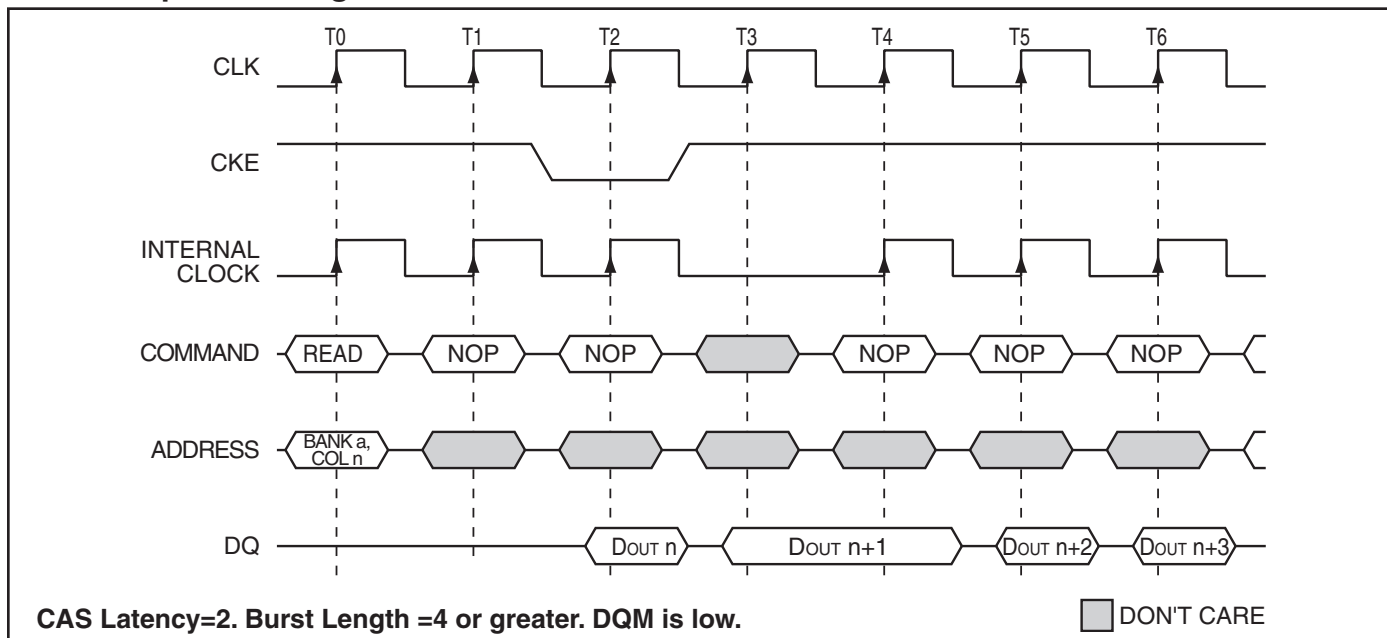 T0 T1 T2 T3 T4 T5 T6
CLK
CKE
INTERNAL
CLOCK
COMMAND READ NOP NOP NOP NOP NOP
ADDRESS BANK a,
COL n
DQ DOUT n DOUT n+1 DOUT n+2 DOUT n+3
CAS Latency=2. Burst Length =4 or greater. DQM is low. DON'T CARE